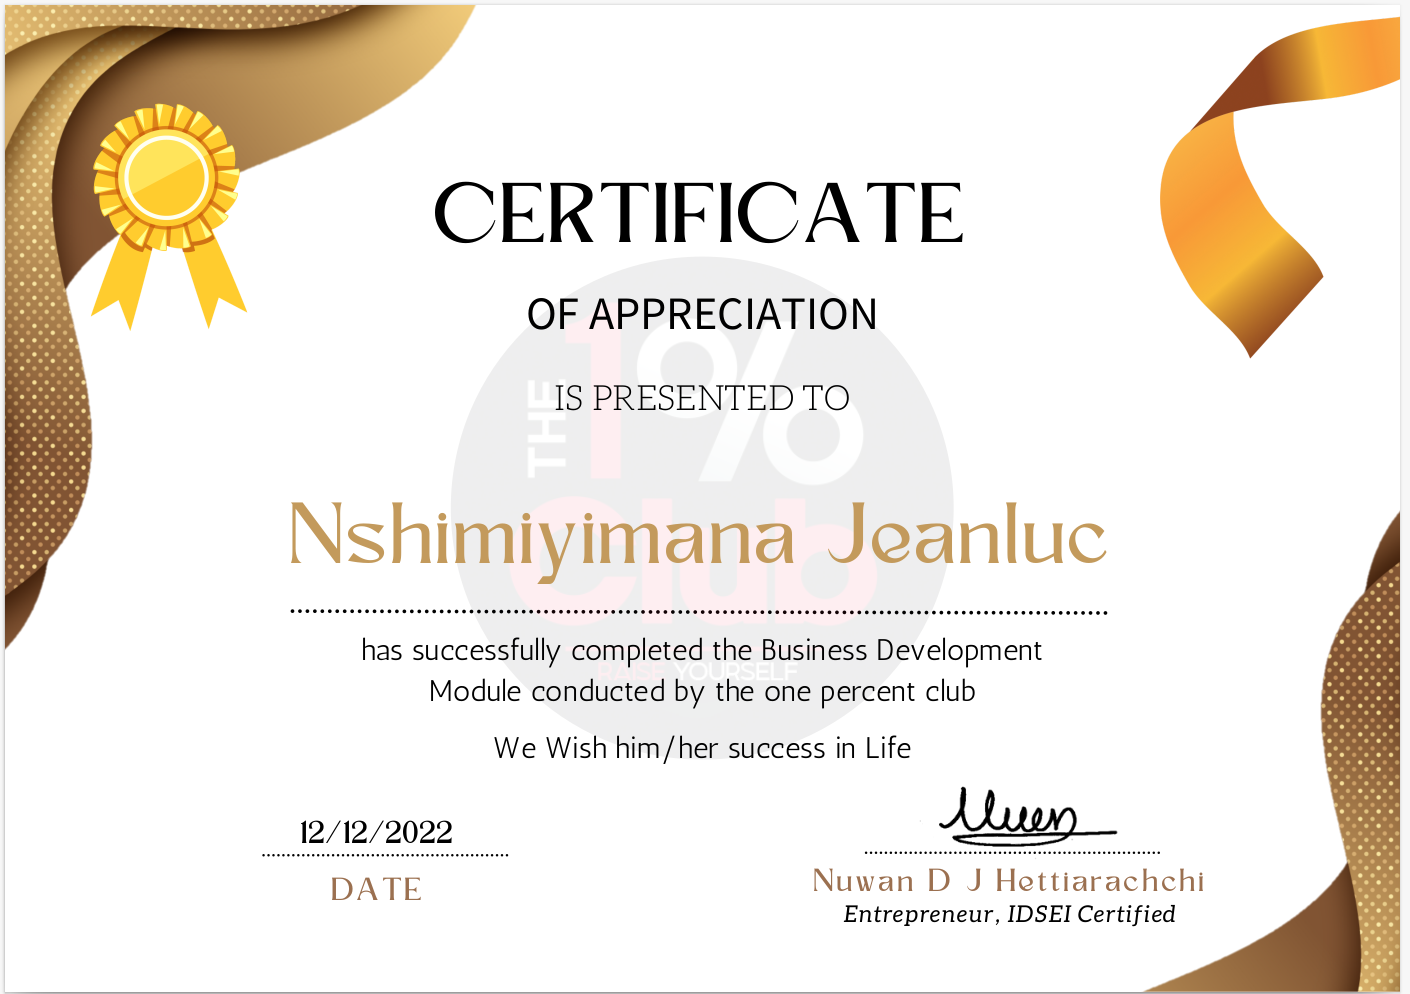 CERTIFICATE
OF APPRECIATION
IS PRESENTED TO
THE 1%
Club
RAISE YOURSELF
Nshimiyimana Jeanluc
has successfully completed the Business Development
Module conducted by the one percent club
We Wish him/her success in Life
12/12/2022
DATE
Nuwan D J Hettiarachchi
Entrepreneur, IDSEI Certified